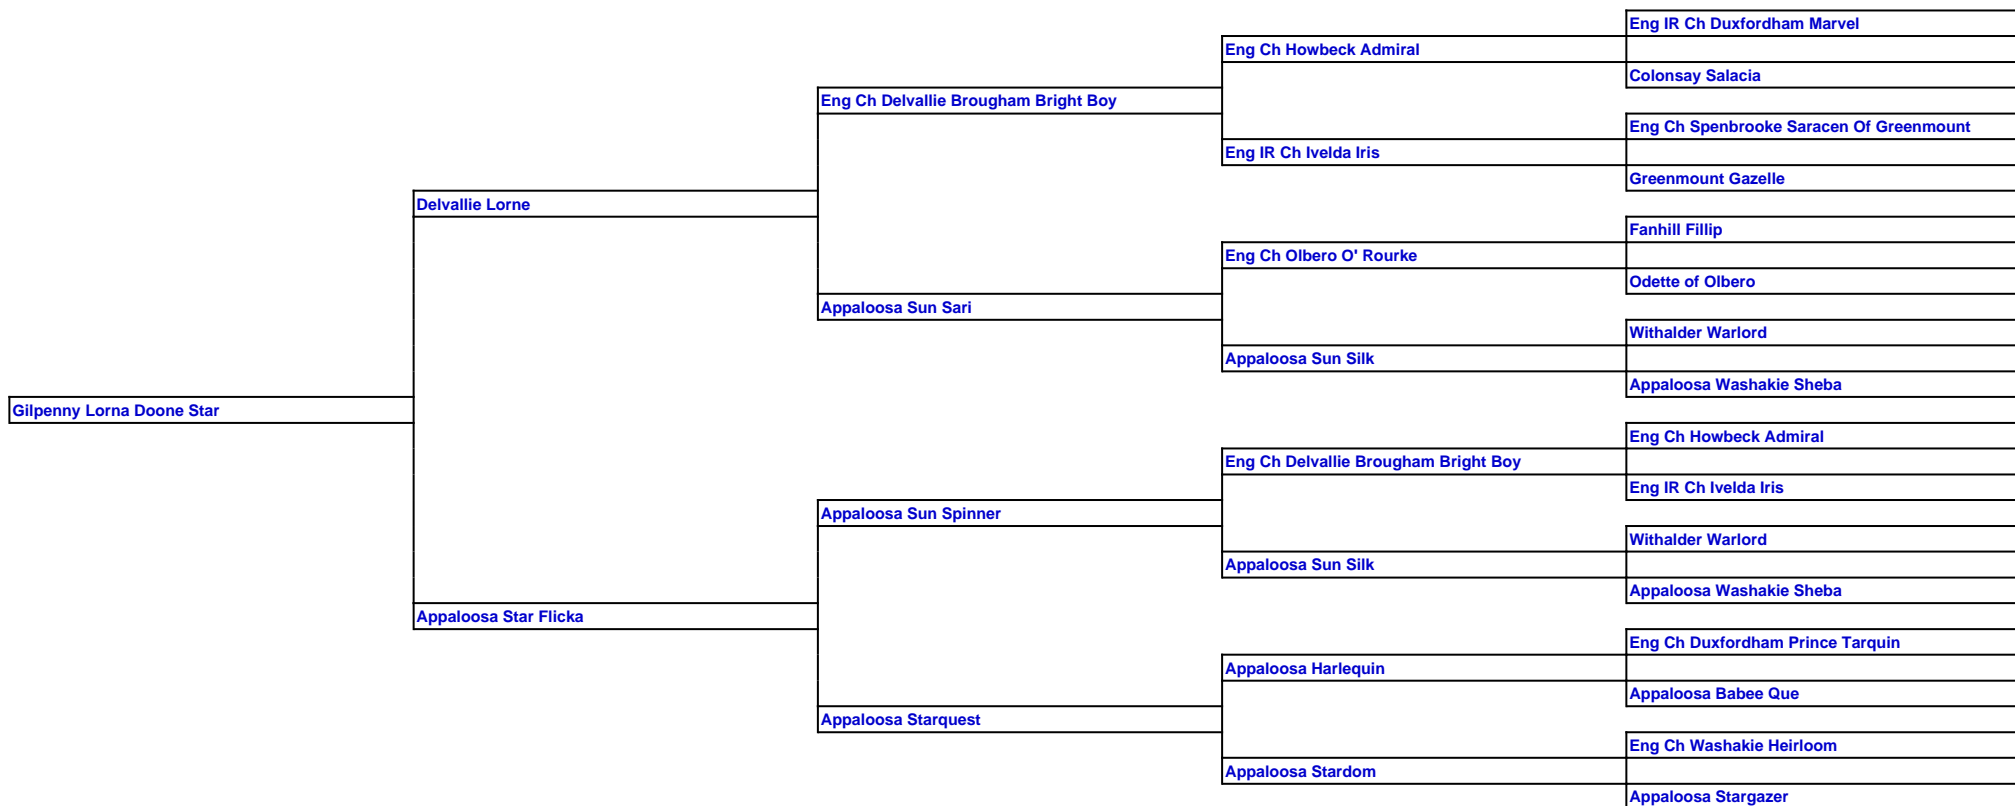 Eng IR Ch Duxfordham Marvel
Eng Ch Howbeck Admiral
Colonsay Salacia
Eng Ch Delvallie Brougham Bright Boy
Eng Ch Spenbrooke Saracen Of Greenmount
Eng IR Ch Ivelda Iris
Greenmount Gazelle
Delvallie Lorne
Fanhill Fillip
Eng Ch Olbero O' Rourke
Odette of Olbero
Appaloosa Sun Sari
Withalder Warlord
Appaloosa Sun Silk
Appaloosa Washakie Sheba
Gilpenny Lorna Doone Star
Eng Ch Howbeck Admiral
Eng Ch Delvallie Brougham Bright Boy
Eng IR Ch Ivelda Iris
Appaloosa Sun Spinner
Withalder Warlord
Appaloosa Sun Silk
Appaloosa Washakie Sheba
Appaloosa Star Flicka
Eng Ch Duxfordham Prince Tarquin
Appaloosa Harlequin
Appaloosa Babee Que
Appaloosa Starquest
Eng Ch Washakie Heirloom
Appaloosa Stardom
Appaloosa Stargazer